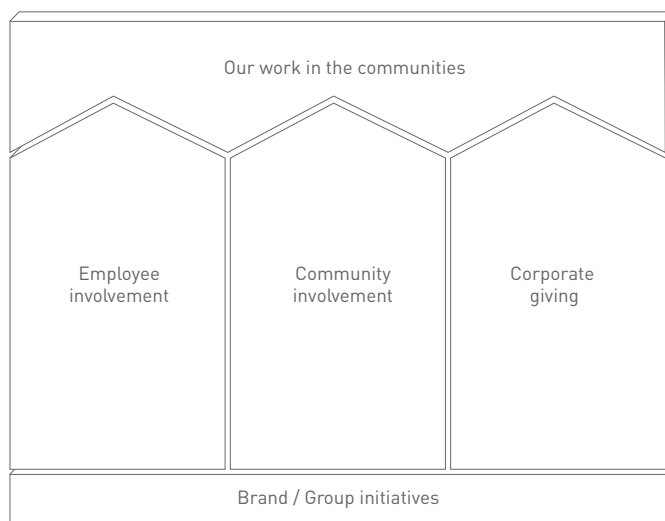 Our work in the communities
Employee
involvement
Community
involvement
Corporate
giving
Brand / Group initiatives